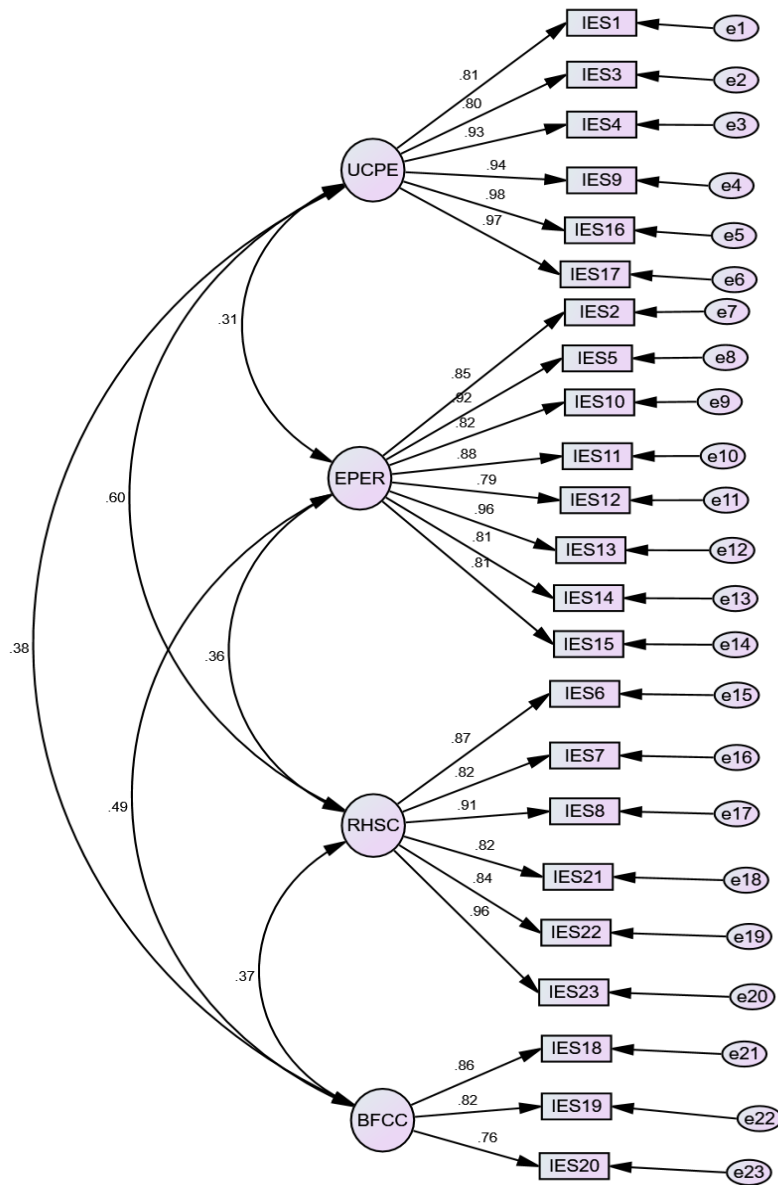 IES1
e1
.81
IES3
e2
.80
IES4
e3
.93
UCPE
IES9
e4
.94
.98
IES16
e5
.97
IES17
e6
IES2
e7
.31
IES5
e8
.85
.92
IES10
e9
.82
IES11
e10
.88
EPER
.79
IES12
e11
.60
.96
IES13
e12
.81
.81
IES14
e13
IES15
e14
.38
.36
IES6
e15
.87
IES7
e16
.82
.49
.91
IES8
e17
RHSC
.82
IES21
e18
.84
.96
IES22
e19
.37
IES23
e20
IES18
e21
.86
.82
IES19
e22
BFCC
.76
IES20
e23